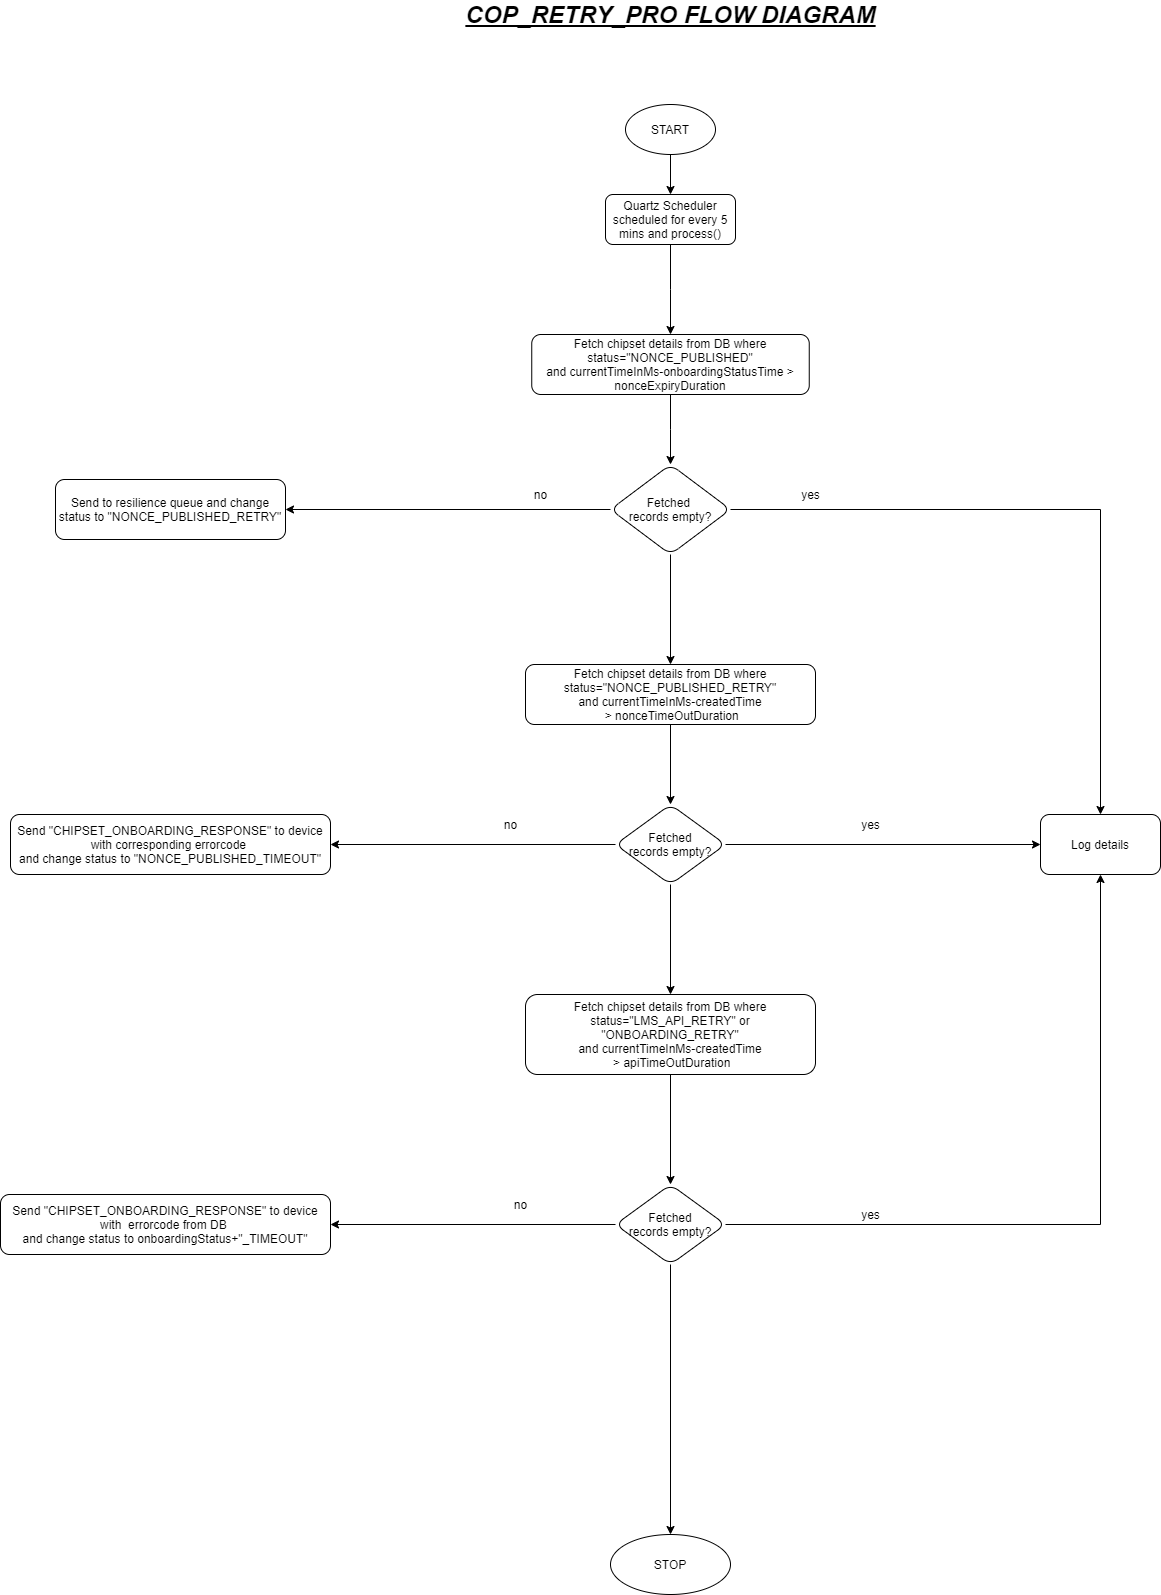 COP_RETRY_PRO FLOW DIAGRAM
START
Quartz Scheduler
scheduled for every 5
mins and process()
Fetch chipset details from DB where
status="NONCE_PUBLISHED"
and currentTimeInMs-onboardingStatusTime >
nonceExpiryDuration
no
yes
Send to resilience queue and change
status to "NONCE_PUBLISHED_RETRY"
Fetched
records empty?
Fetch chipset details from DB where
status="NONCE_PUBLISHED_RETRY"
and currentTimeInMs-createdTime
> nonceTimeOutDuration
no
yes
Send "CHIPSET_ONBOARDING_RESPONSE" to device
with corresponding errorcode
and change status to "NONCE_PUBLISHED_TIMEOUT"
Fetched
records empty?
Log details
Fetch chipset details from DB where
status="LMS_API_RETRY" or
"ONBOARDING_RETRY"
and currentTimeInMs-createdTime
> apiTimeOutDuration
no
yes
Send "CHIPSET_ONBOARDING_RESPONSE" to device
with  errorcode from DB
and change status to onboardingStatus+"_TIMEOUT"
Fetched
records empty?
STOP